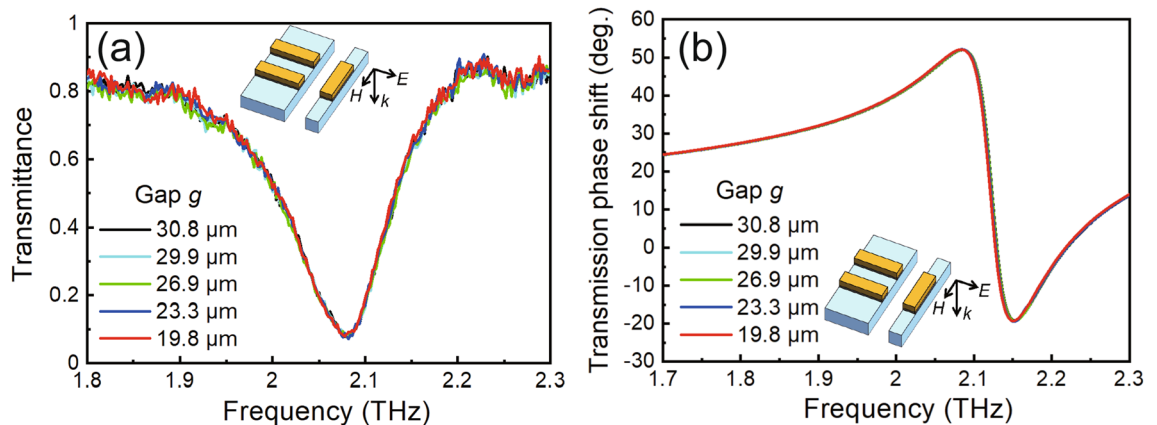 (a)
Transmittance
1
0.8
0.6
0.4
0.2
0
1.8 1.9 2 2.1 2.2 2.3
Frequency (THz)
Gap g
30.8 μm
29.9 μm
26.9 μm
23.3 μm
19.8 μm
E
H
k
(b)
Transmission phase shift (deg.)
60
50
40
30
20
10
0
-10
-20
-30
1.7 1.8 1.9 2 2.1 2.2 2.3
Frequency (THz)
Gap g
30.8 μm
29.9 μm
26.9 μm
23.3 μm
19.8 μm
E
H
k